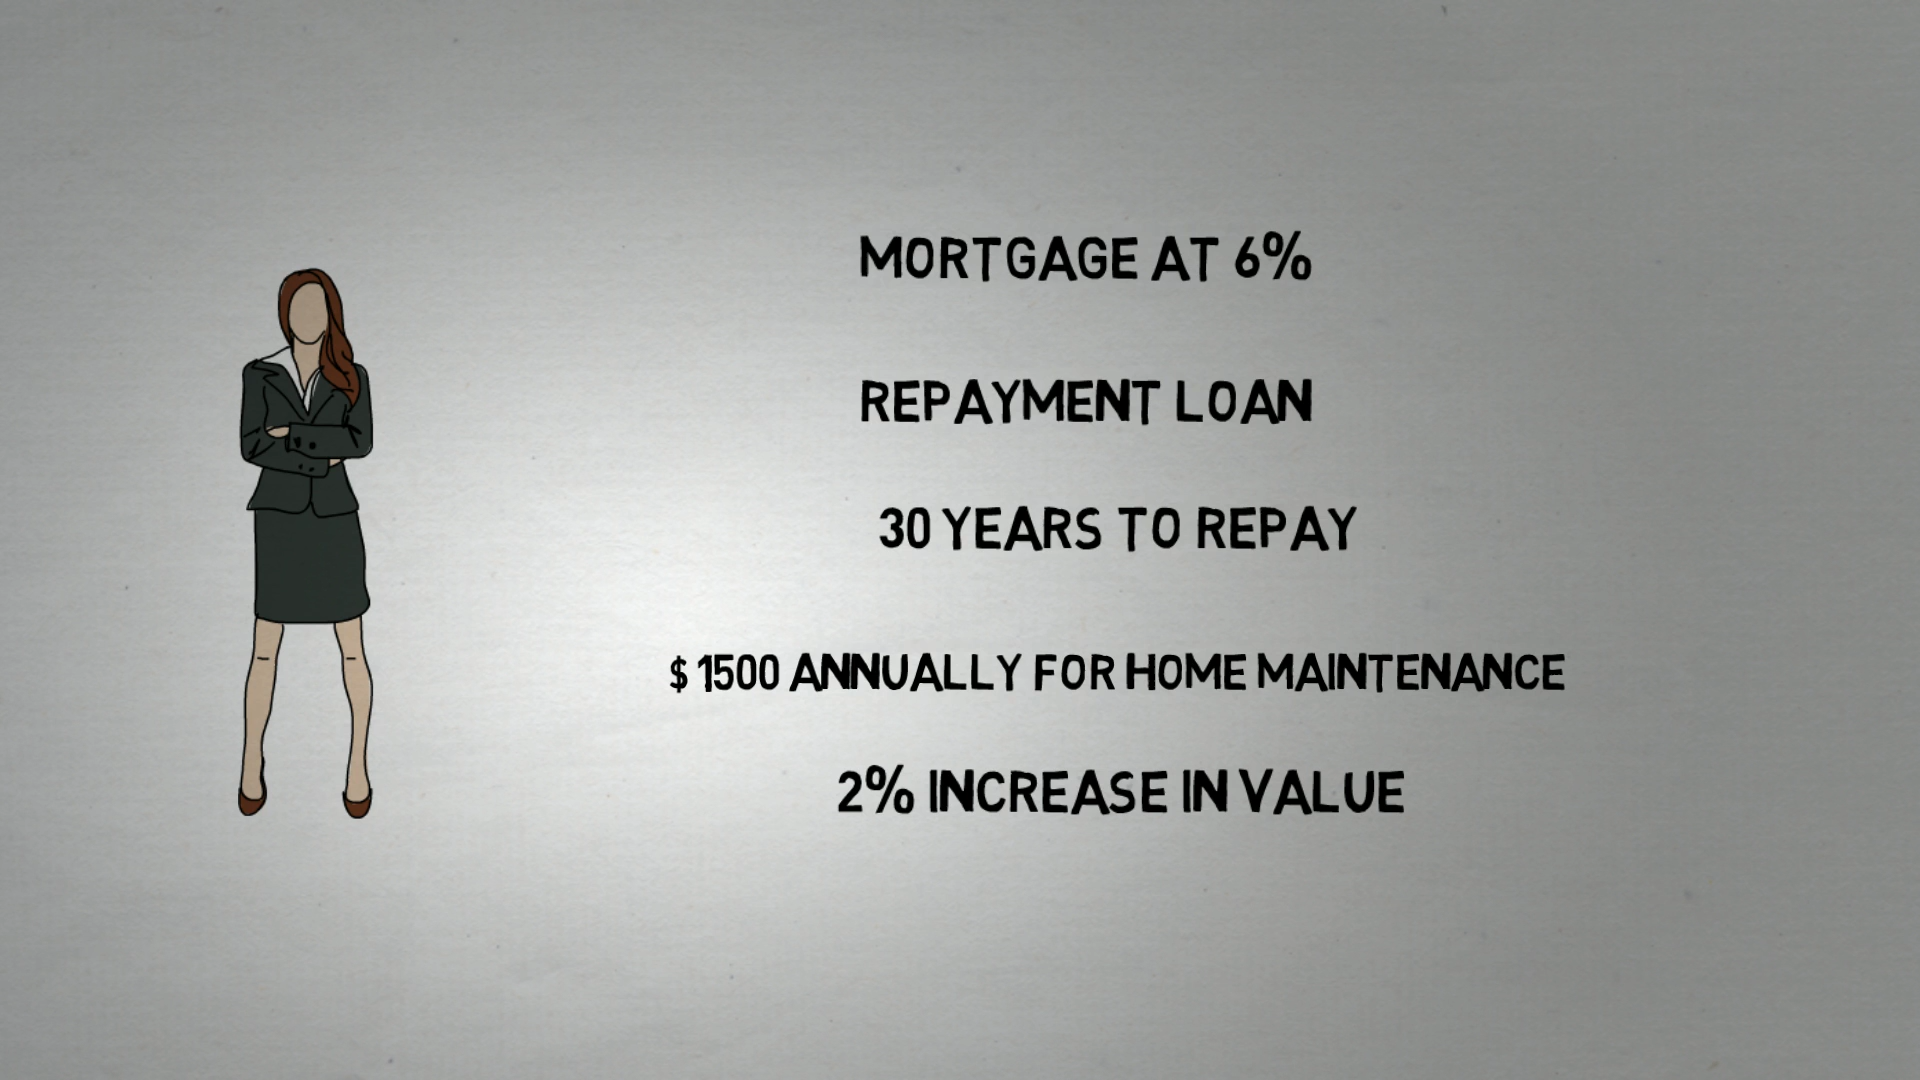 MORTGAGE AT 6%
REPAYMENT LOAN
30 YEARS TO REPAY
$ 1500 ANNUALLY FOR HOME MAINTENANCE
2% INCREASE IN VALUE